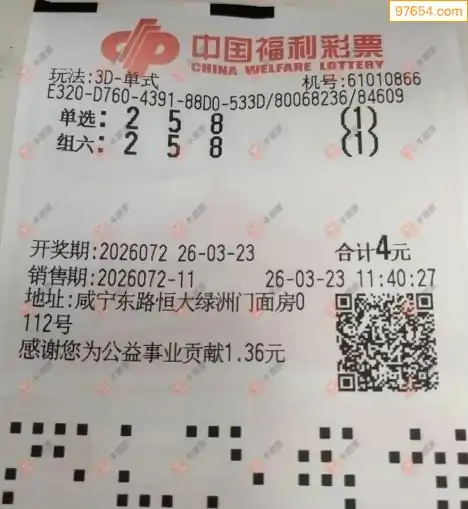 97654.com
中国福利彩票
CHINA WELFARE LOTTERY
玩法:3D-单式 机号:61010866
E320-D760-4391-88D0-533D/80068236/84609
单选: 2 5 8 (1)
组六: 2 5 8 (1)
开奖期:2026072 26-03-23 合计4元
销售期:2026072-11 26-03-23 11:40:27
地址:咸宁东路恒大绿洲门面房0
112号
感谢您为公益事业贡献1.36元